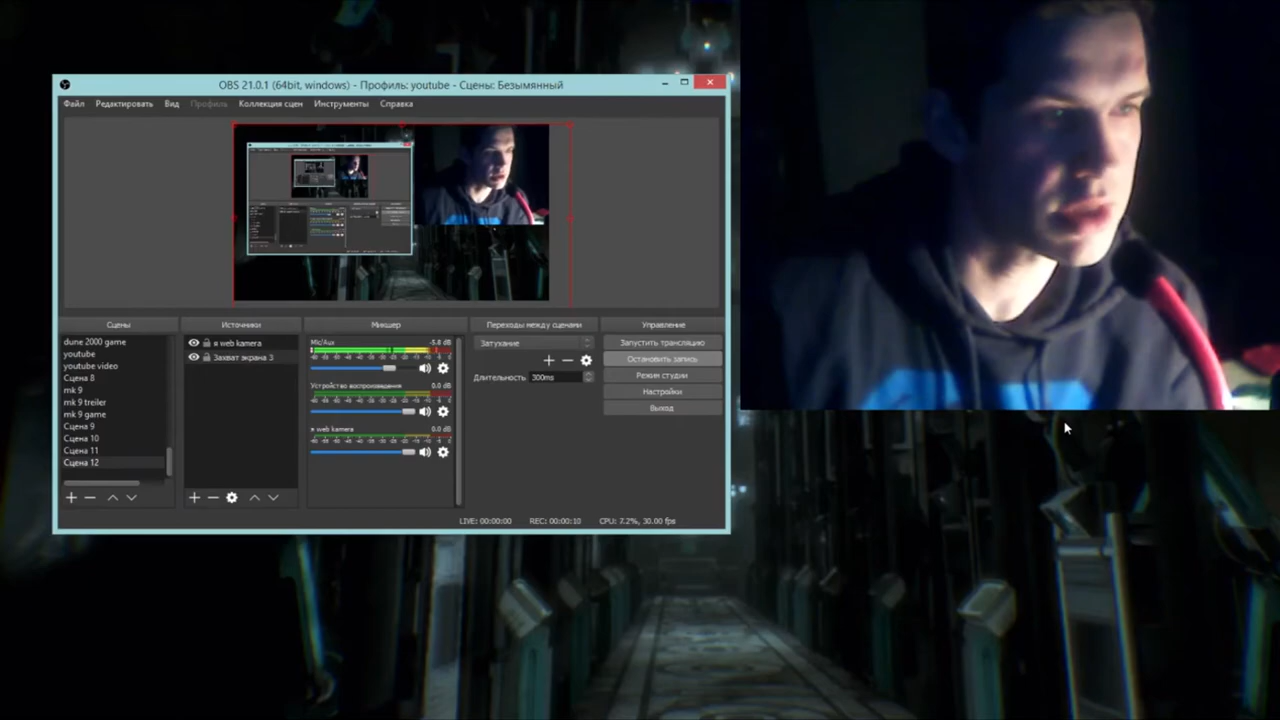 OBS 21.0.1 (64bit, windows) - Профиль: youtube - Сцены: Безымянный
Файл Редактировать Вид Профиль Коллекция сцен Инструменты Справка
Сцены
dune 2000 game
youtube
youtube video
Сцена 8
mk 9
mk 9 treiler
mk 9 game
Сцена 9
Сцена 10
Сцена 11
Сцена 12
Источники
я web kamera
Захват экрана 3
Микшер
Mic/Aux -5.8 dB
Устройство воспроизведения 0.0 dB
я web kamera 0.0 dB
Переходы между сценами
Затухание
Длительность 300ms
Управление
Запустить трансляцию
Остановить запись
Режим студии
Настройки
Выход
LIVE: 00:00:00 REC: 00:00:10 CPU: 7.2%, 30.00 fps